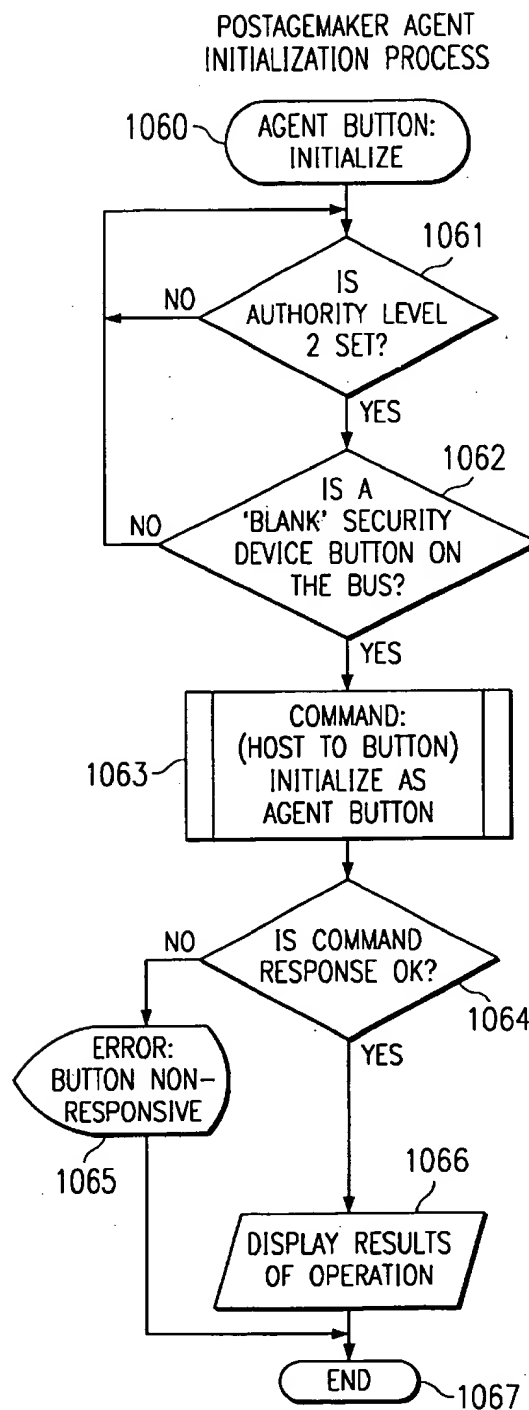 POSTAGEMAKER AGENT
INITIALIZATION PROCESS
1060
AGENT BUTTON:
INITIALIZE
1061
IS
AUTHORITY LEVEL
2 SET?
NO
YES
1062
IS A
'BLANK' SECURITY
DEVICE BUTTON ON
THE BUS?
NO
YES
1063
COMMAND:
(HOST TO BUTTON)
INITIALIZE AS
AGENT BUTTON
NO
IS COMMAND
RESPONSE OK?
1064
YES
ERROR:
BUTTON NON-
RESPONSIVE
1065
1066
DISPLAY RESULTS
OF OPERATION
END
1067